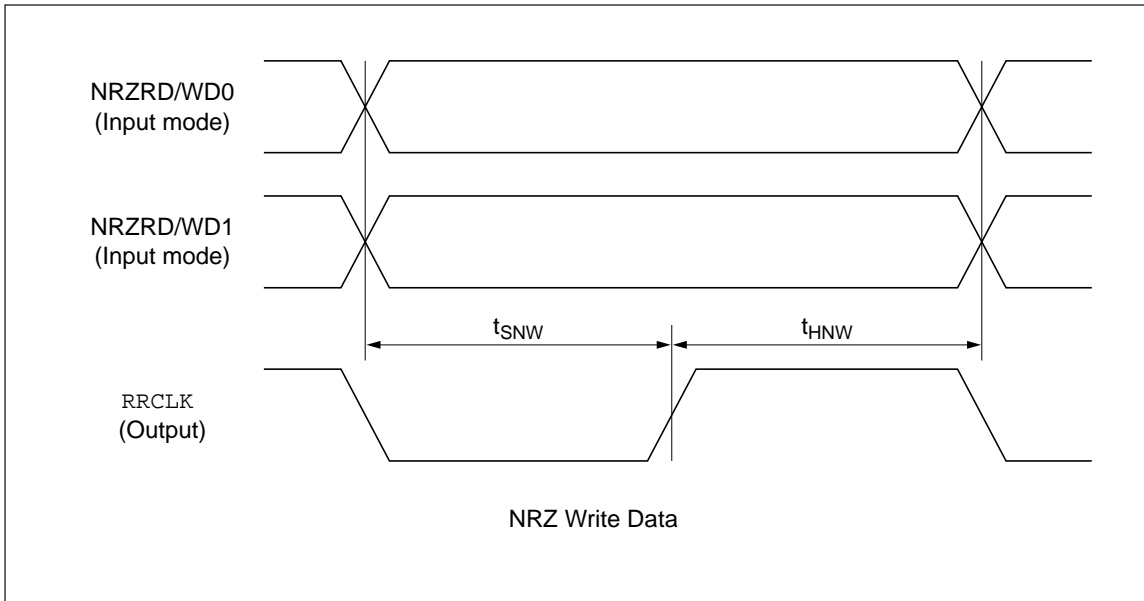 NRZRD/WD0
(Input mode)
NRZRD/WD1
(Input mode)
tSNW
tHNW
RRCLK
(Output)
NRZ Write Data